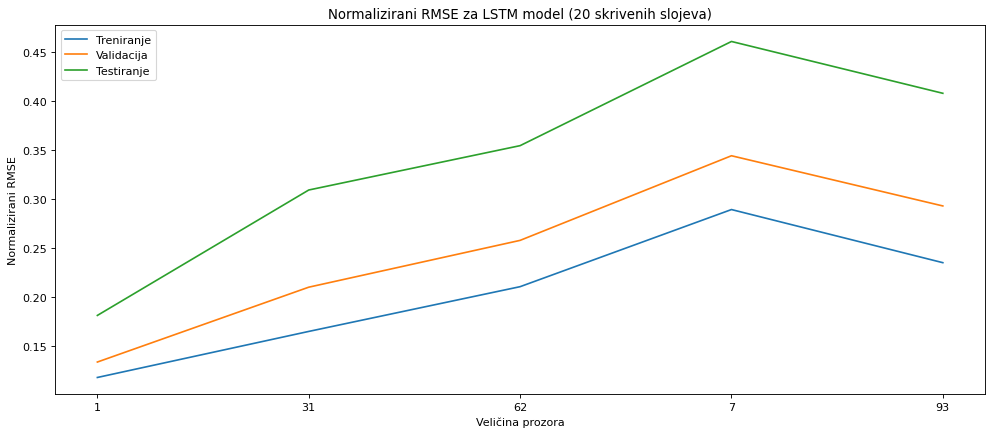 Normalizirani RMSE za LSTM model (20 skrivenih slojeva)
Treniranje
Validacija
Testiranje
Normalizirani RMSE
0.45
0.40
0.35
0.30
0.25
0.20
0.15
1 31 62 7 93
Veličina prozora